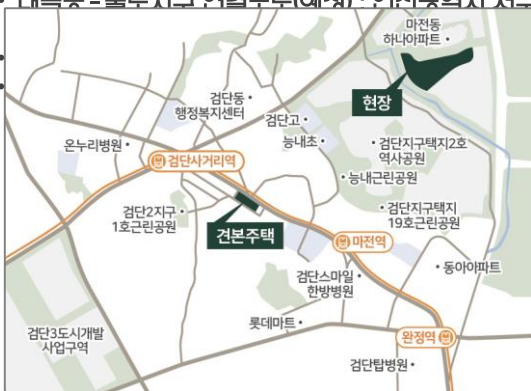 마전동
하나아파트
현장
검단동
행정복지센터
검단고
능내초
검단지구택지2호
역사공원
온누리병원
검단사거리역
능내근린공원
검단2지구
1호근린공원
검단지구택지
19호근린공원
견본주택
마전역
동아아파트
검단스마일
한방병원
롯데마트
완정역
검단3도시개발
사업구역
검단탑병원